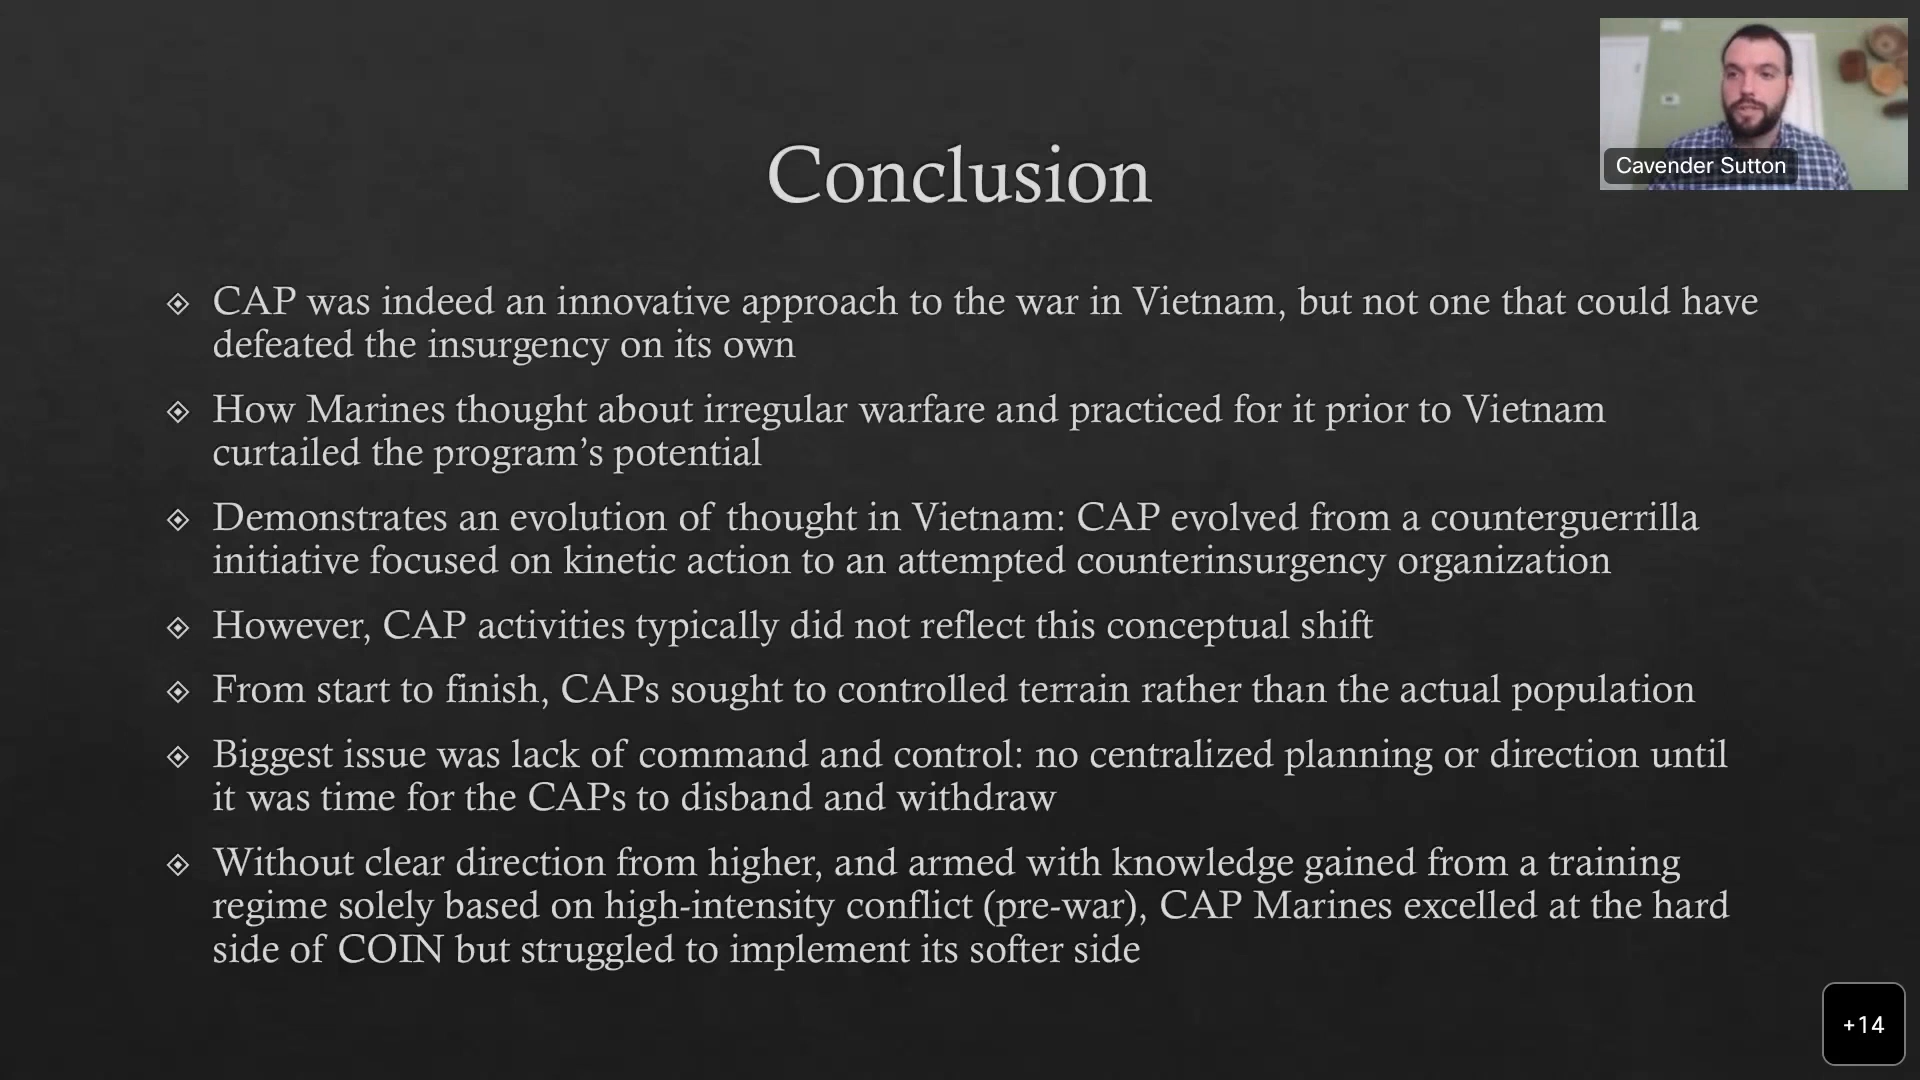 Cavender Sutton
Conclusion
CAP was indeed an innovative approach to the war in Vietnam, but not one that could have
defeated the insurgency on its own
How Marines thought about irregular warfare and practiced for it prior to Vietnam
curtailed the program’s potential
Demonstrates an evolution of thought in Vietnam: CAP evolved from a counterguerrilla
initiative focused on kinetic action to an attempted counterinsurgency organization
However, CAP activities typically did not reflect this conceptual shift
From start to finish, CAPs sought to controlled terrain rather than the actual population
Biggest issue was lack of command and control: no centralized planning or direction until
it was time for the CAPs to disband and withdraw
Without clear direction from higher, and armed with knowledge gained from a training
regime solely based on high-intensity conflict (pre-war), CAP Marines excelled at the hard
side of COIN but struggled to implement its softer side
+14